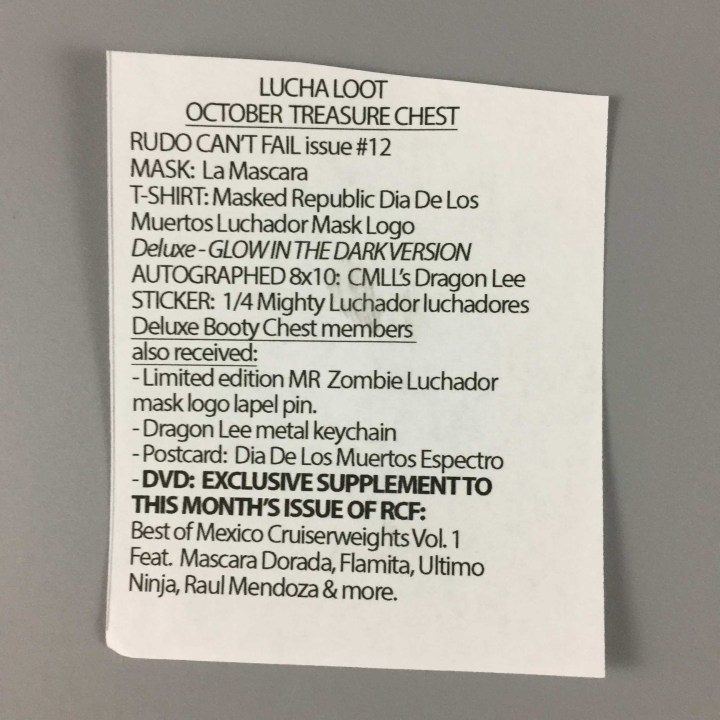 LUCHA LOOT
OCTOBER TREASURE CHEST
RUDO CAN'T FAIL issue #12
MASK: La Mascara
T-SHIRT: Masked Republic Dia De Los
Muertos Luchador Mask Logo
Deluxe - GLOW IN THE DARK VERSION
AUTOGRAPHED 8x10: CMLL's Dragon Lee
STICKER: 1/4 Mighty Luchador luchadores
Deluxe Booty Chest members
also received:
- Limited edition MR Zombie Luchador
mask logo lapel pin.
- Dragon Lee metal keychain
- Postcard: Dia De Los Muertos Espectro
- DVD: EXCLUSIVE SUPPLEMENT TO
THIS MONTH'S ISSUE OF RCF:
Best of Mexico Cruiserweights Vol. 1
Feat. Mascara Dorada, Flamita, Ultimo
Ninja, Raul Mendoza & more.